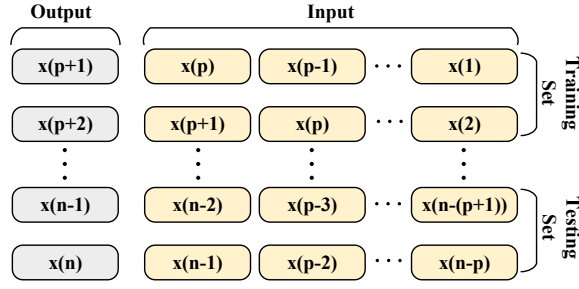 Output Input
x(p+1) x(p) x(p-1) ··· x(1)
x(p+2) x(p+1) x(p) ··· x(2)
x(n-1) x(n-2) x(p-3) ··· x(n-(p+1))
x(n) x(n-1) x(p-2) ··· x(n-p)
Training
Set
Testing
Set